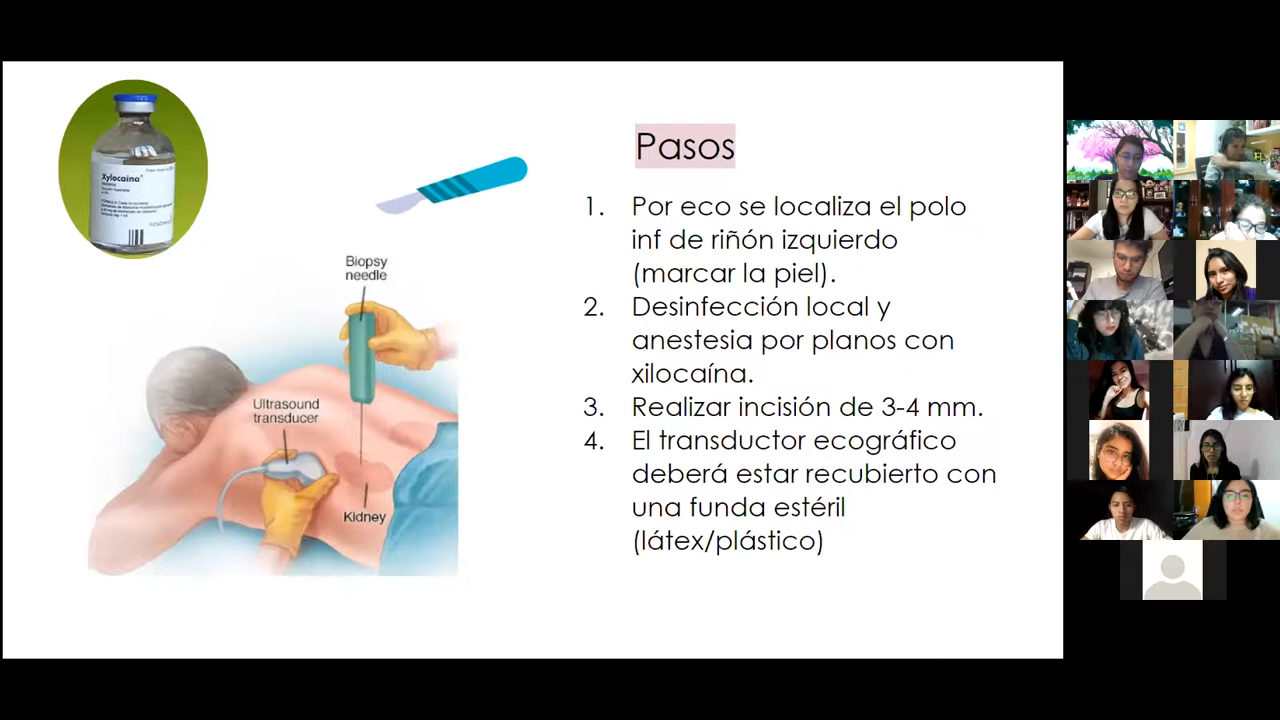 Xylocaína
Pasos
1. Por eco se localiza el polo
inf de riñón izquierdo
(marcar la piel).
2. Desinfección local y
anestesia por planos con
xilocaína.
3. Realizar incisión de 3-4 mm.
4. El transductor ecográfico
deberá estar recubierto con
una funda estéril
(látex/plástico)
Biopsy
needle
Ultrasound
transducer
Kidney